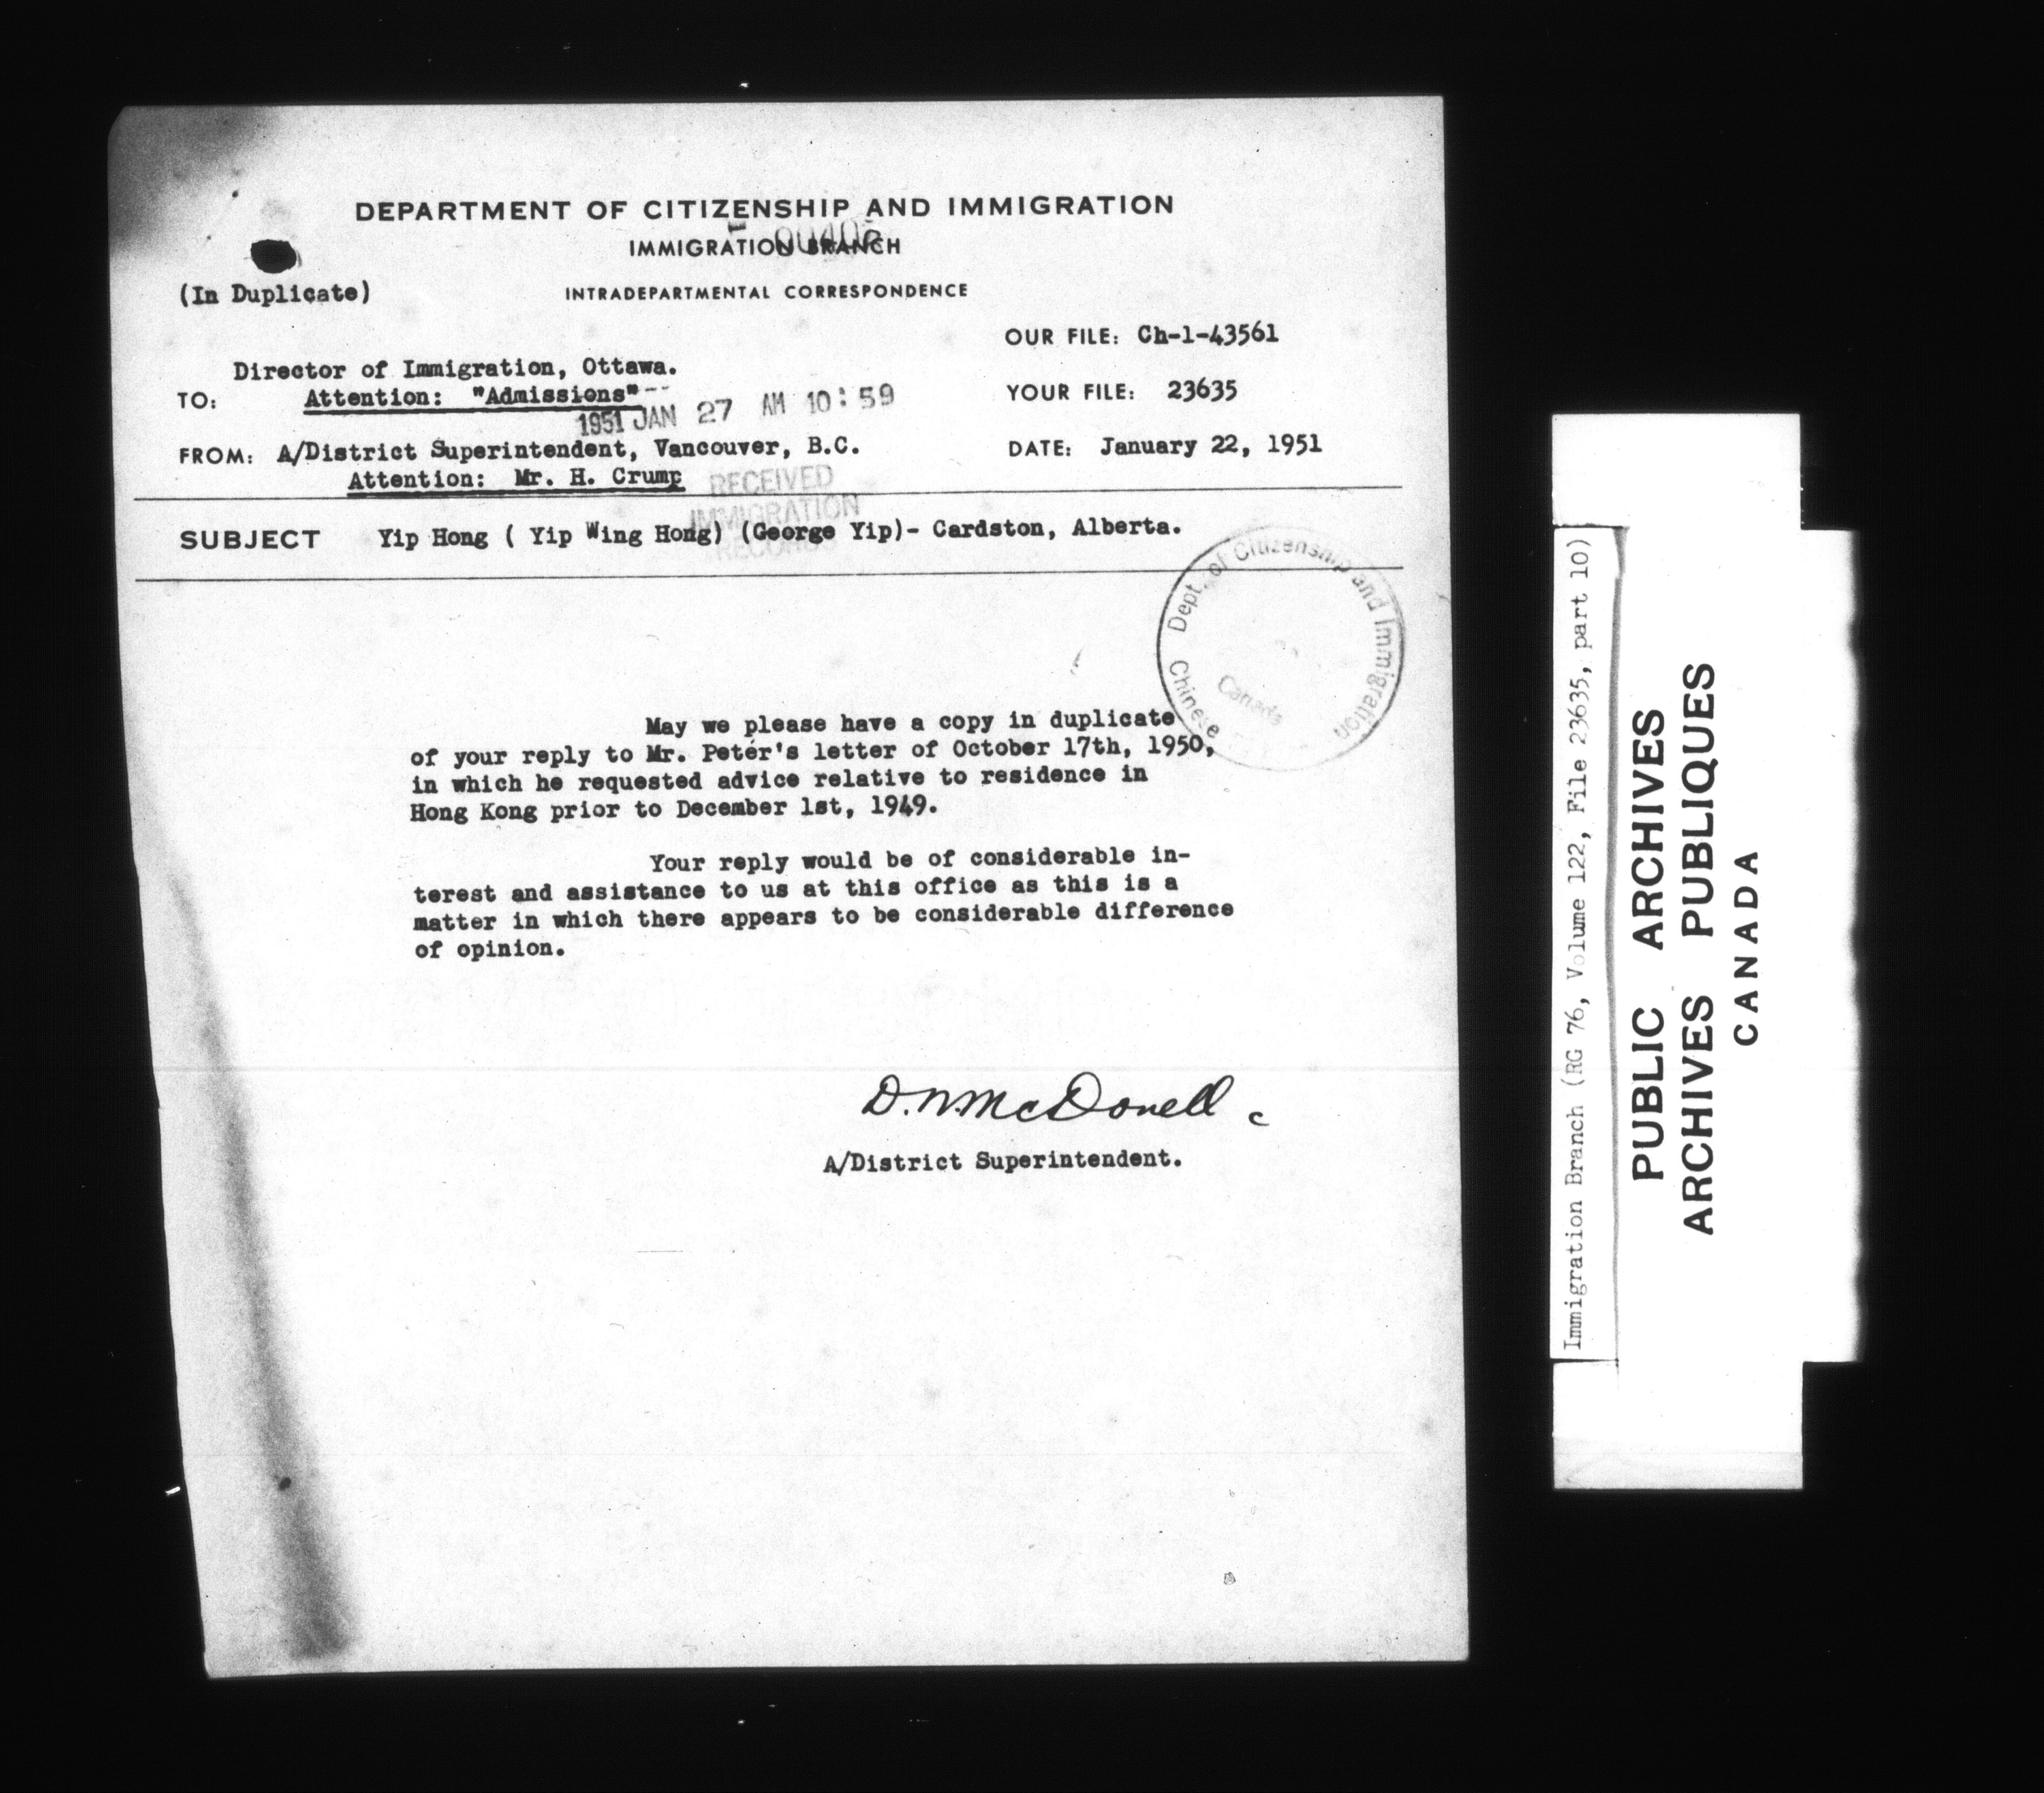 DEPARTMENT OF CITIZENSHIP AND IMMIGRATION
IMMIGRATION BRANCH
(In Duplicate)
INTRADEPARTMENTAL CORRESPONDENCE
OUR FILE: Ch-1-43561
Director of Immigration, Ottawa.
TO: Attention: "Admissions"
YOUR FILE: 23635
1951 JAN 27 AM 10:59
FROM: A/District Superintendent, Vancouver, B.C.
DATE: January 22, 1951
Attention: Mr. H. Crump
RECEIVED
IMMIGRATION
RECORDS
SUBJECT Yip Hong ( Yip Wing Hong) (George Yip)- Cardston, Alberta.
Dept. of Citizenship and Immigration
Chinese
Canada
May we please have a copy in duplicate
of your reply to Mr. Peter's letter of October 17th, 1950,
in which he requested advice relative to residence in
Hong Kong prior to December 1st, 1949.
Your reply would be of considerable in-
terest and assistance to us at this office as this is a
matter in which there appears to be considerable difference
of opinion.
D.N. McDonell
A/District Superintendent.
Immigration Branch (RG 76, Volume 122, File 23635, part 10)
PUBLIC ARCHIVES
ARCHIVES PUBLIQUES
CANADA